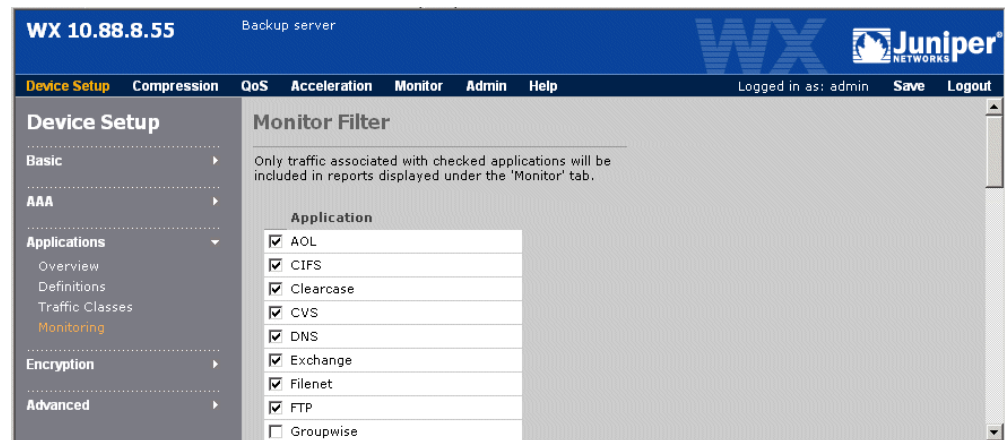 WX 10.88.8.55
Backup server
WX
Juniper®
NETWORKS
Device Setup Compression QoS Acceleration Monitor Admin Help Logged in as: admin Save Logout
Device Setup
Basic
AAA
Applications
Overview
Definitions
Traffic Classes
Monitoring
Encryption
Advanced
Monitor Filter
Only traffic associated with checked applications will be
included in reports displayed under the 'Monitor' tab.
Application
AOL
CIFS
Clearcase
CVS
DNS
Exchange
Filenet
FTP
Groupwise